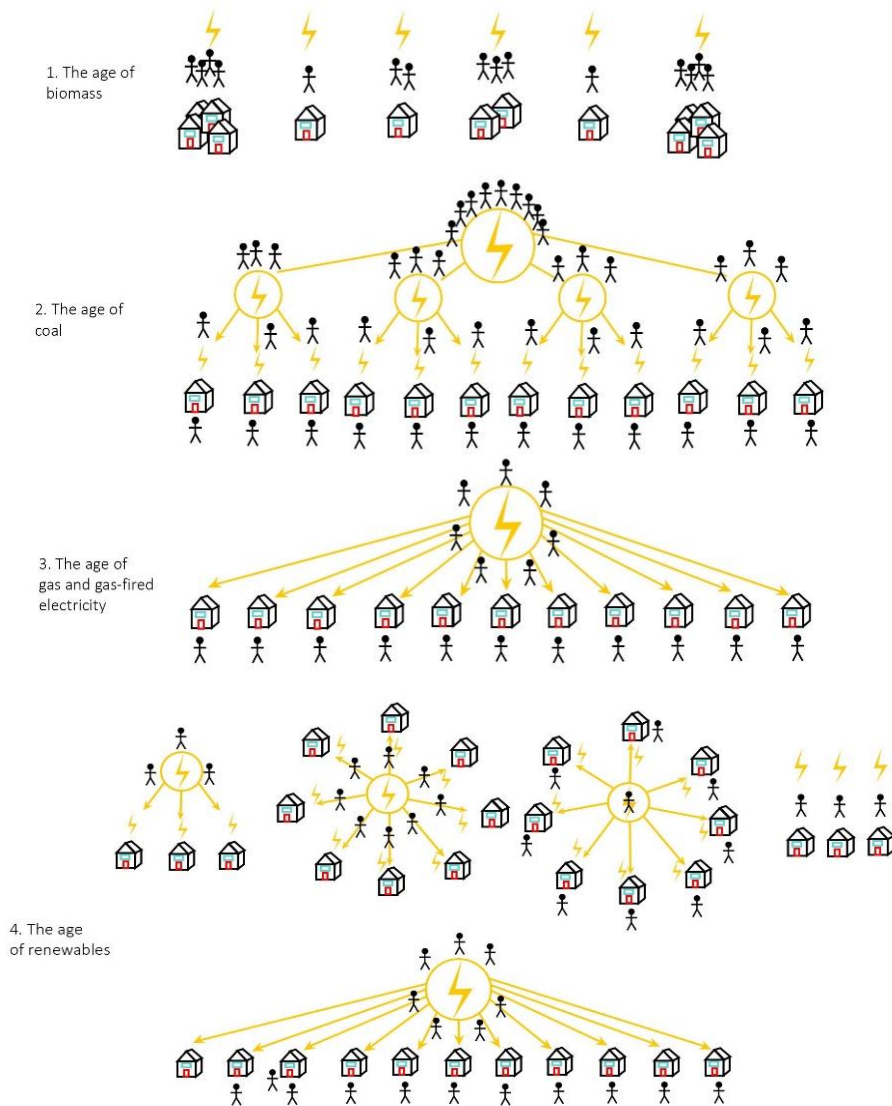 1. The age of
biomass
2. The age of
coal
3. The age of
gas and gas-fired
electricity
4. The age
of renewables